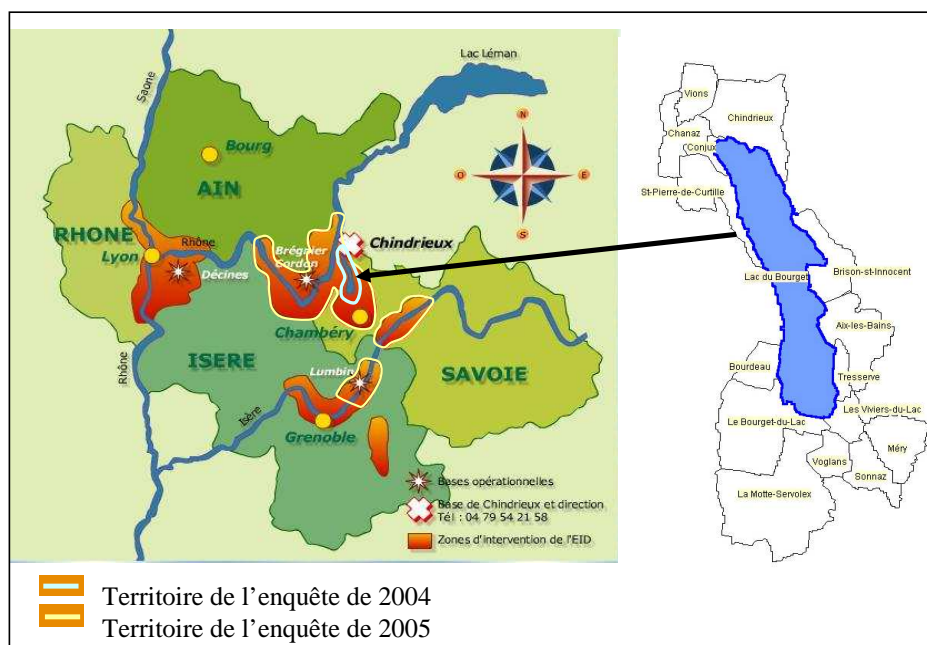 Lac Léman
Saone
Bourg
AIN
N
O
E
S
RHONE
Lyon
Rhône
Décines
Brégnier
Cordon
Chindrieux
Chambéry
ISERE
Lumbin
SAVOIE
Rhône
Isère
Grenoble
Bases opérationnelles
Base de Chindrieux et direction
Tél : 04 79 54 21 58
Zones d'intervention de l'EID
Vions
Chindrieux
Chanaz
Conjux
St-Pierre-de-Curtille
Brison-st-Innocent
Lac du Bourget
Aix-les-Bains
Bourdeau
Tresserve
Les Viviers-du-Lac
Le Bourget-du-Lac
Méry
Voglans
Sonnaz
La Motte-Servolex
Territoire de l'enquête de 2004
Territoire de l'enquête de 2005